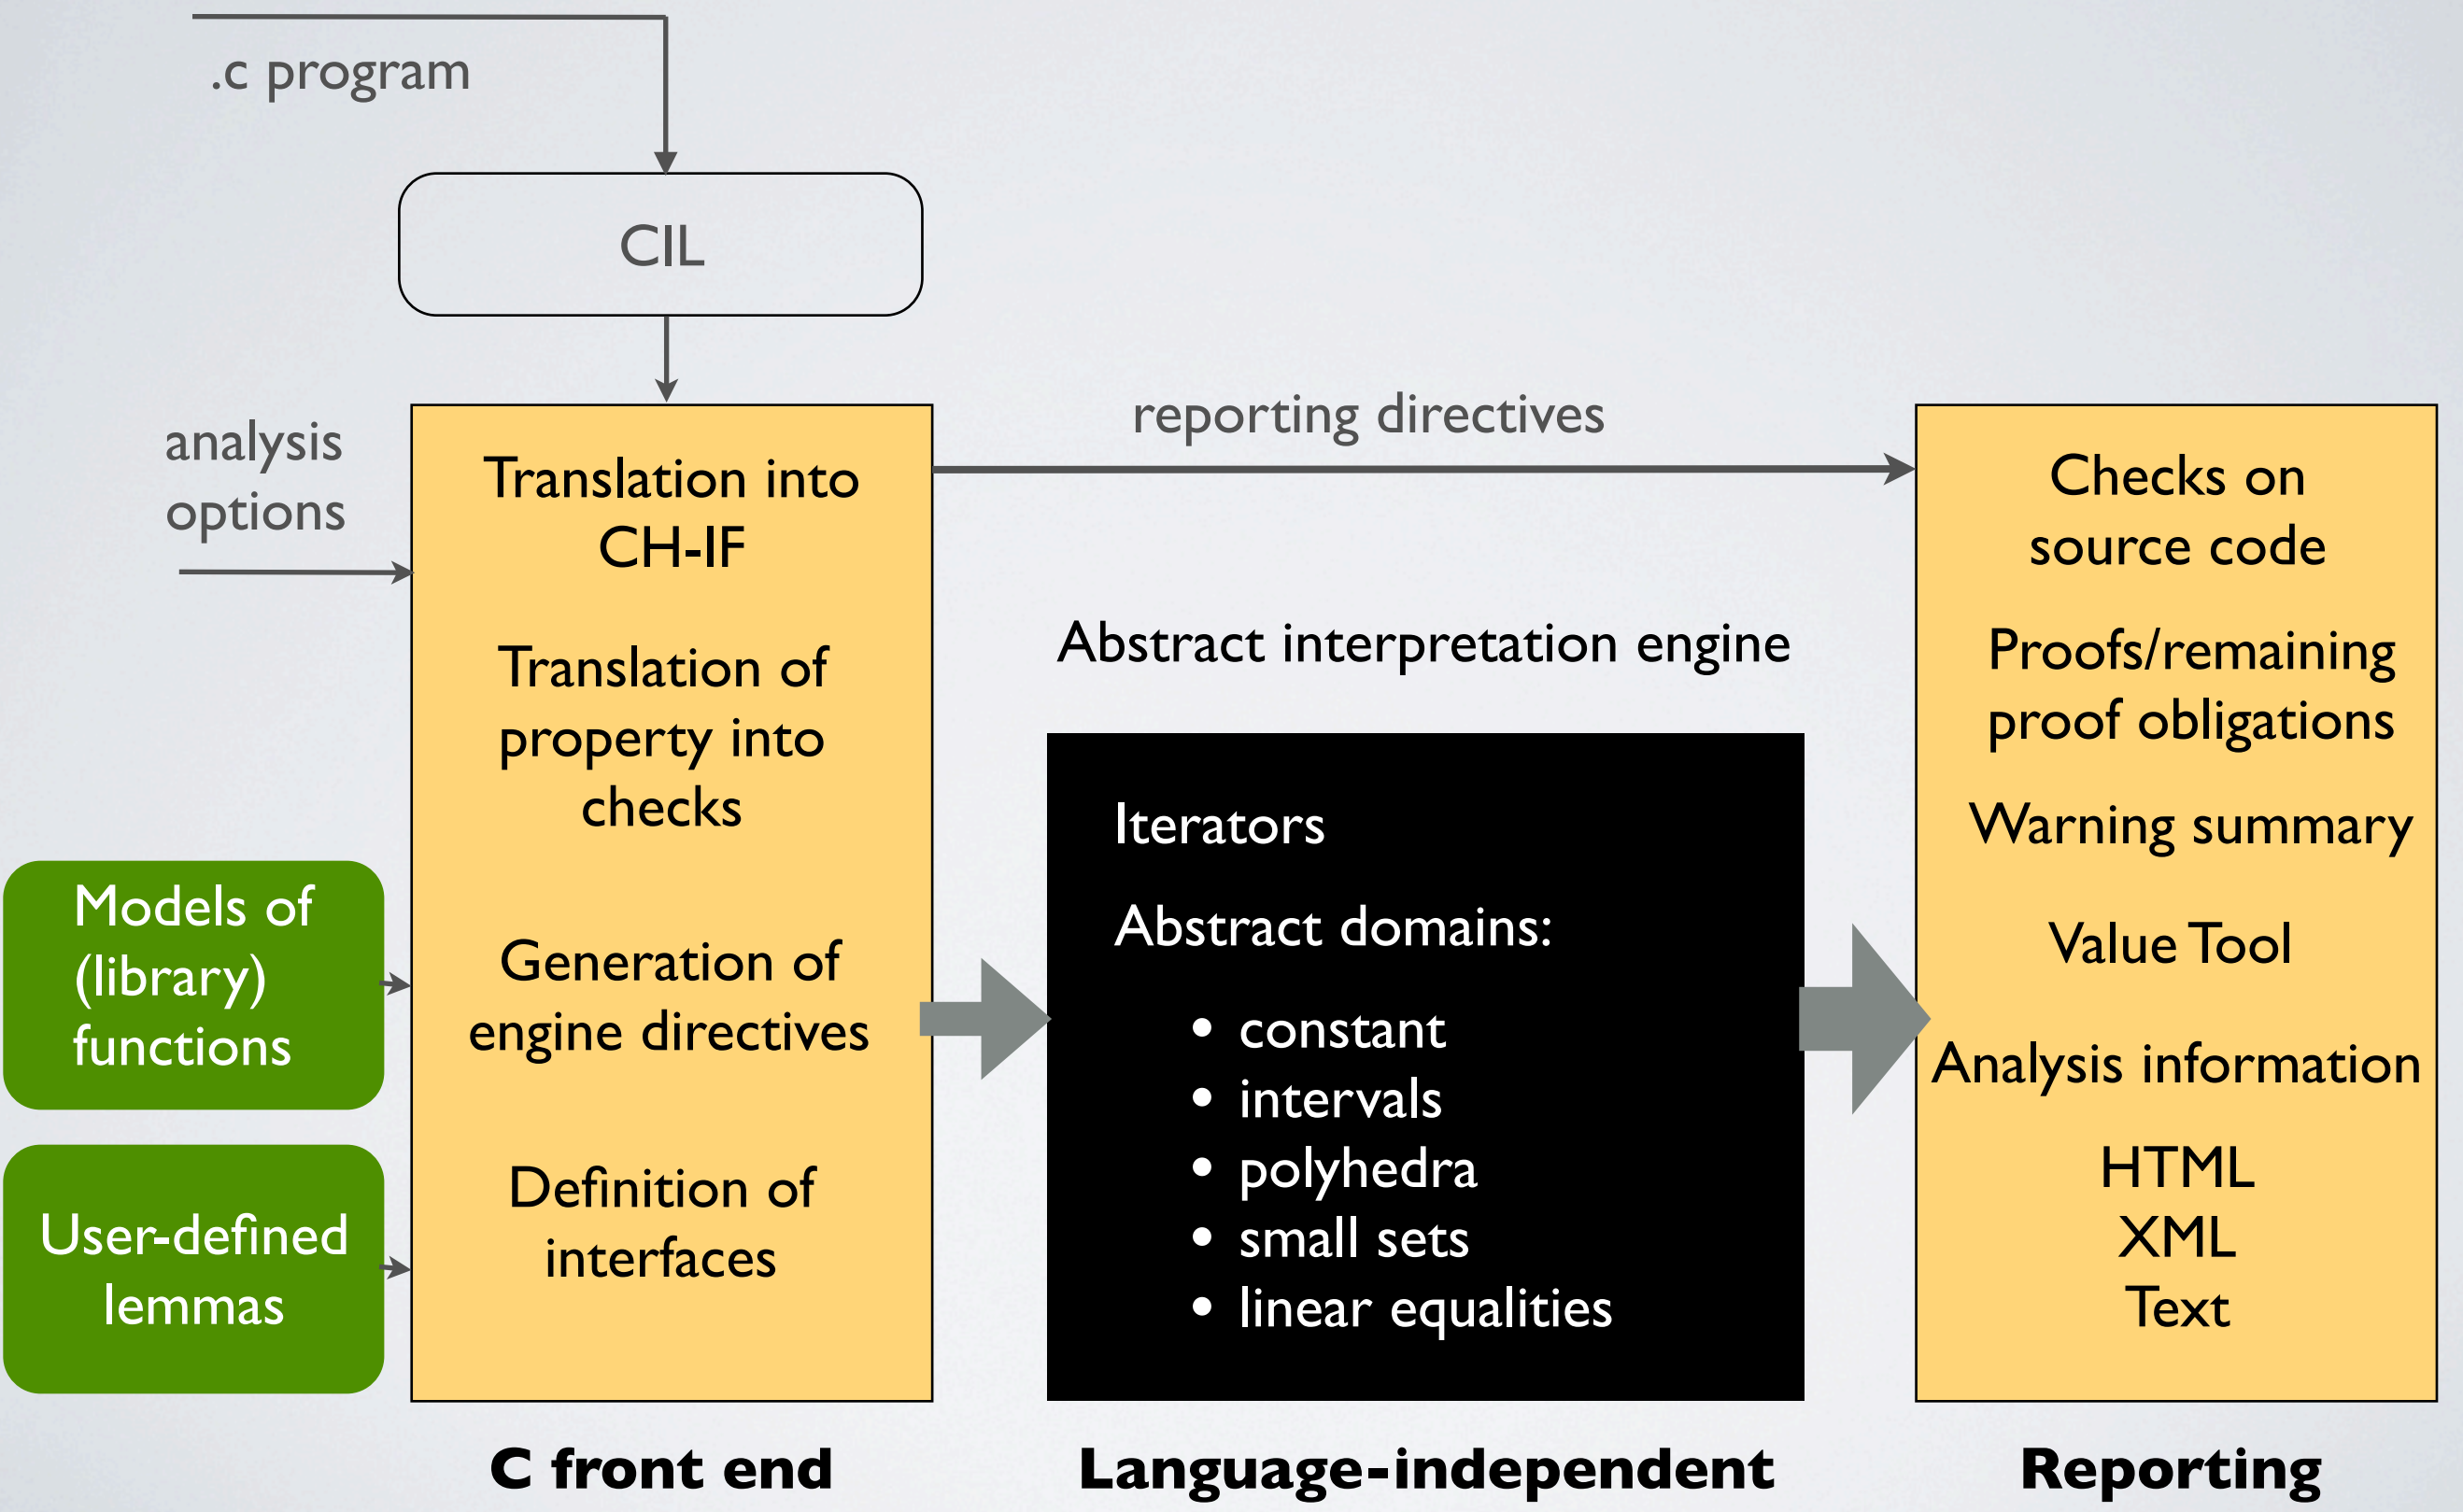 .c program
CIL
analysis
options
Translation into
CH-IF
Translation of
property into
checks
Generation of
engine directives
Definition of
interfaces
Models of
(library)
functions
User-defined
lemmas
C front end
reporting directives
Abstract interpretation engine
Iterators
Abstract domains:
• constant
• intervals
• polyhedra
• small sets
• linear equalities
Language-independent
Checks on
source code
Proofs/remaining
proof obligations
Warning summary
Value Tool
Analysis information
HTML
XML
Text
Reporting